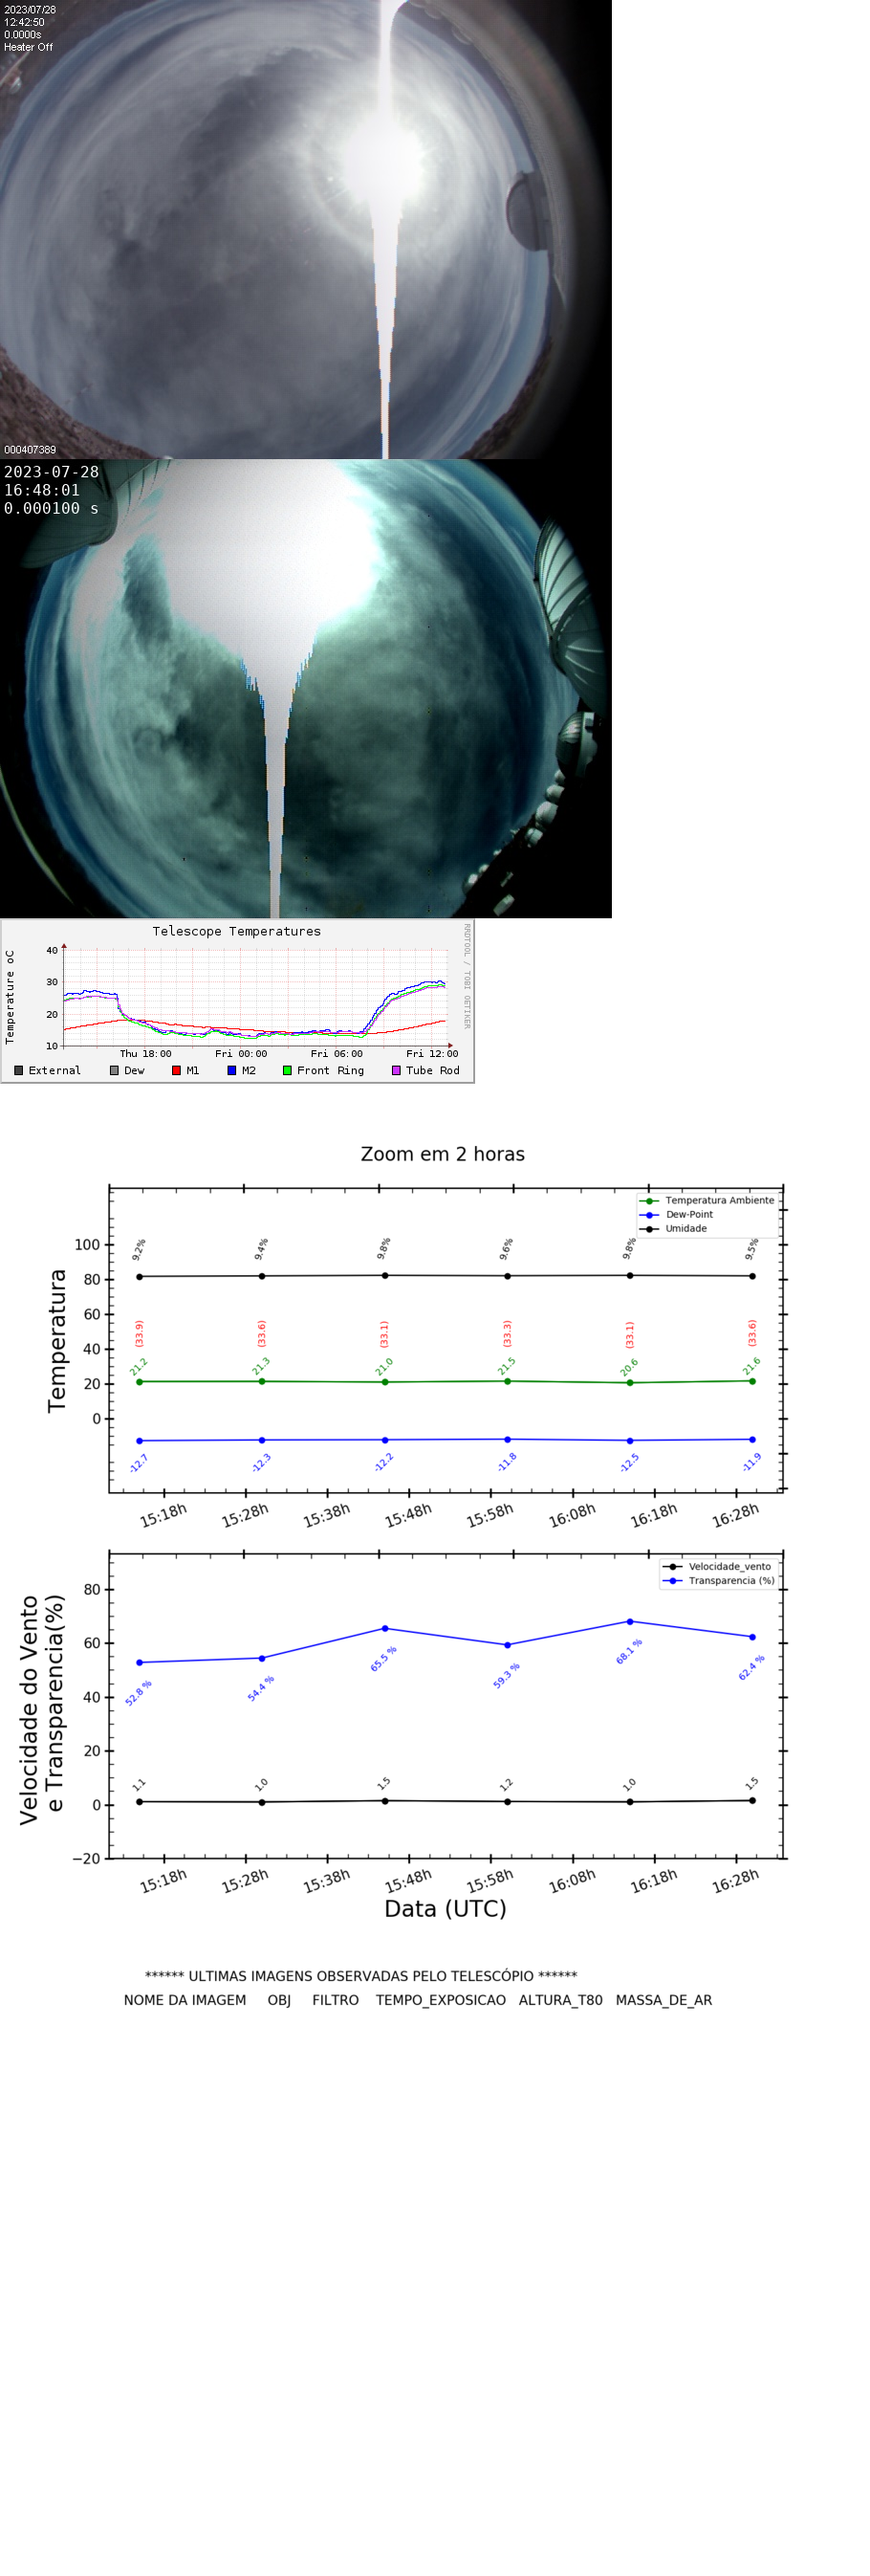 2023/07/28
12:42:50
0.0000s
Heater Off
000407389
2023-07-28
16:48:01
0.000100 s
Telescope Temperatures
RRDTOOL / TOBI OETIKER
Temperature oC
40
30
20
10
Thu 18:00 Fri 00:00 Fri 06:00 Fri 12:00
External Dew M1 M2 Front Ring Tube Rod
Zoom em 2 horas
Temperatura Ambiente
Dew-Point
Umidade
Temperatura
100
80
60
40
20
0
9.2% 9.4% 9.8% 9.6% 9.8% 9.5%
(33.9) (33.6) (33.1) (33.3) (33.1) (33.6)
21.2 21.3 21.0 21.5 20.6 21.6
-12.7 -12.3 -12.2 -11.8 -12.5 -11.9
15:18h 15:28h 15:38h 15:48h 15:58h 16:08h 16:18h 16:28h
Velocidade_vento
Transparencia (%)
Velocidade do Vento
e Transparencia(%)
80
60
40
20
0
−20
52.8 % 54.4 % 65.5 % 59.3 % 68.1 % 62.4 %
1.1 1.0 1.5 1.2 1.0 1.5
15:18h 15:28h 15:38h 15:48h 15:58h 16:08h 16:18h 16:28h
Data (UTC)
****** ULTIMAS IMAGENS OBSERVADAS PELO TELESCÓPIO ******
NOME DA IMAGEM OBJ FILTRO TEMPO_EXPOSICAO ALTURA_T80 MASSA_DE_AR